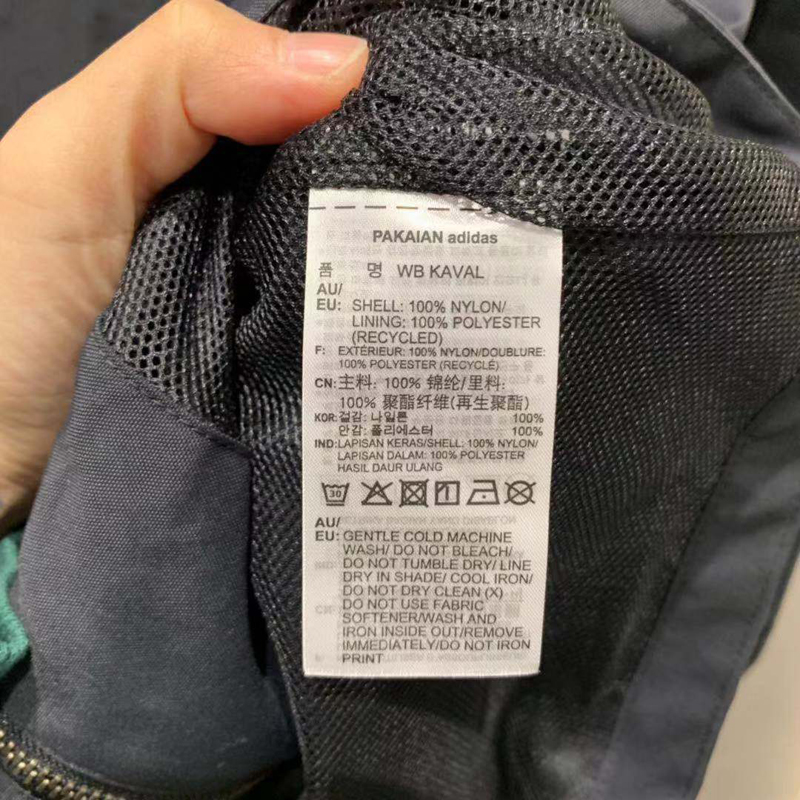 PAKAIAN adidas
품 명 WB KAVAL
AU/
EU: SHELL: 100% NYLON/
LINING: 100% POLYESTER
(RECYCLED)
F: EXTÉRIEUR: 100% NYLON/DOUBLURE:
100% POLYESTER (RECYCLÉ)
CN: 主料: 100% 锦纶/里料:
100% 聚酯纤维(再生聚酯)
KOR: 겉감: 나일론 100%
안감: 폴리에스터 100%
IND: LAPISAN KERAS/SHELL: 100% NYLON/
LAPISAN DALAM: 100% POLYESTER
HASIL DAUR ULANG
30
AU/
EU: GENTLE COLD MACHINE
WASH/ DO NOT BLEACH/
DO NOT TUMBLE DRY/ LINE
DRY IN SHADE/ COOL IRON/
DO NOT DRY CLEAN (X)
DO NOT USE FABRIC
SOFTENER/WASH AND
IRON INSIDE OUT/REMOVE
IMMEDIATELY/DO NOT IRON
PRINT